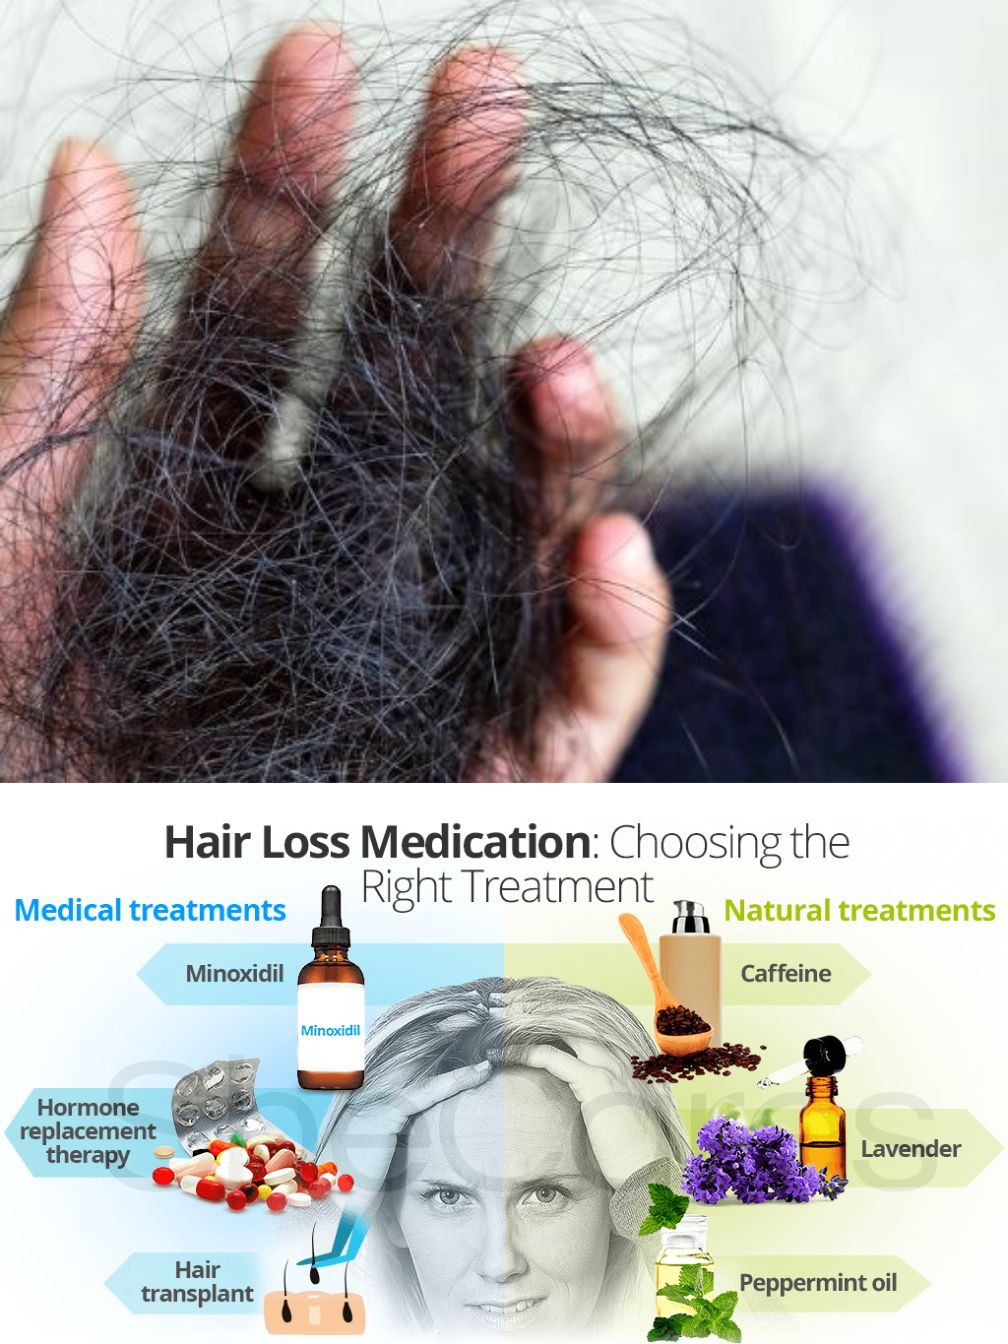 Hair Loss Medication: Choosing the
Right Treatment
Medical treatments
Natural treatments
Minoxidil
Minoxidil
Caffeine
Hormone
replacement
therapy
Lavender
Hair
transplant
Peppermint oil
SheCares